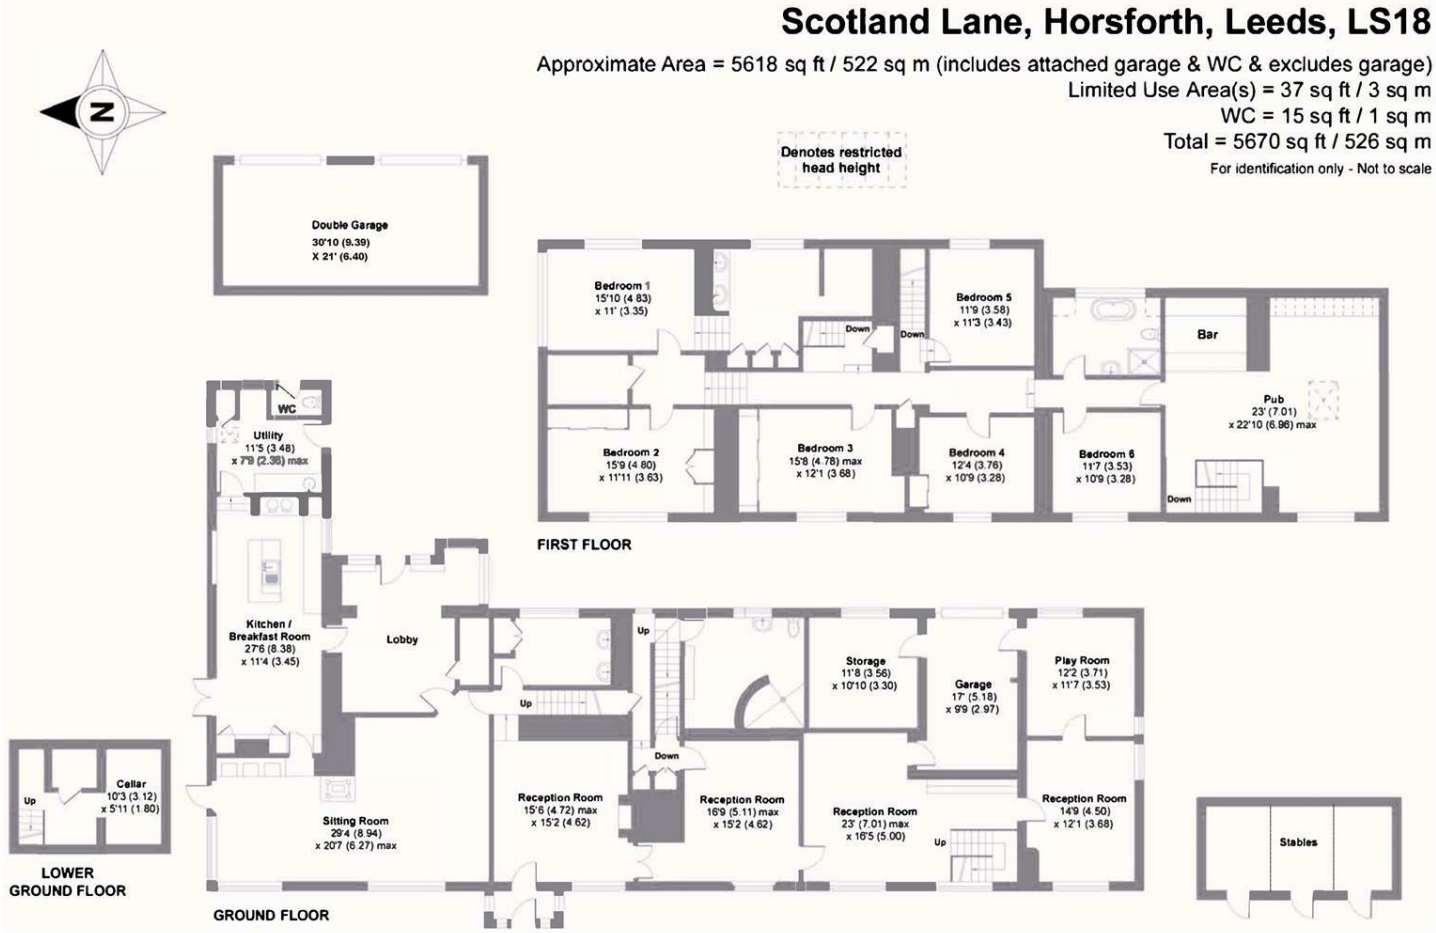 Scotland Lane, Horsforth, Leeds, LS18
Approximate Area = 5618 sq ft / 522 sq m (includes attached garage & WC & excludes garage)
Limited Use Area(s) = 37 sq ft / 3 sq m
WC = 15 sq ft / 1 sq m
Total = 5670 sq ft / 526 sq m
For identification only - Not to scale
N
Denotes restricted
head height
Double Garage
30'10 (9.39)
X 21' (6.40)
Bedroom 1
15'10 (4.83)
x 11' (3.35)
Down
Down
Bedroom 5
11'9 (3.58)
x 11'3 (3.43)
Bar
Pub
23' (7.01)
x 22'10 (6.96) max
Bedroom 2
15'9 (4.80)
x 11'11 (3.63)
Bedroom 3
15'8 (4.78) max
x 12'1 (3.68)
Bedroom 4
12'4 (3.76)
x 10'9 (3.28)
Bedroom 6
11'7 (3.53)
x 10'9 (3.28)
Down
FIRST FLOOR
WC
Utility
11'5 (3.48)
x 7'9 (2.36) max
Kitchen /
Breakfast Room
27'6 (8.38)
x 11'4 (3.45)
Lobby
Up
Up
Down
Storage
11'8 (3.56)
x 10'10 (3.30)
Garage
17' (5.18)
x 9'9 (2.97)
Play Room
12'2 (3.71)
x 11'7 (3.53)
Sitting Room
29'4 (8.94)
x 20'7 (6.27) max
Reception Room
15'6 (4.72) max
x 15'2 (4.62)
Reception Room
16'9 (5.11) max
x 15'2 (4.62)
Reception Room
23' (7.01) max
x 16'5 (5.00)
Up
Reception Room
14'9 (4.50)
x 12'1 (3.68)
GROUND FLOOR
Up
Cellar
10'3 (3.12)
x 5'11 (1.80)
LOWER
GROUND FLOOR
Stables